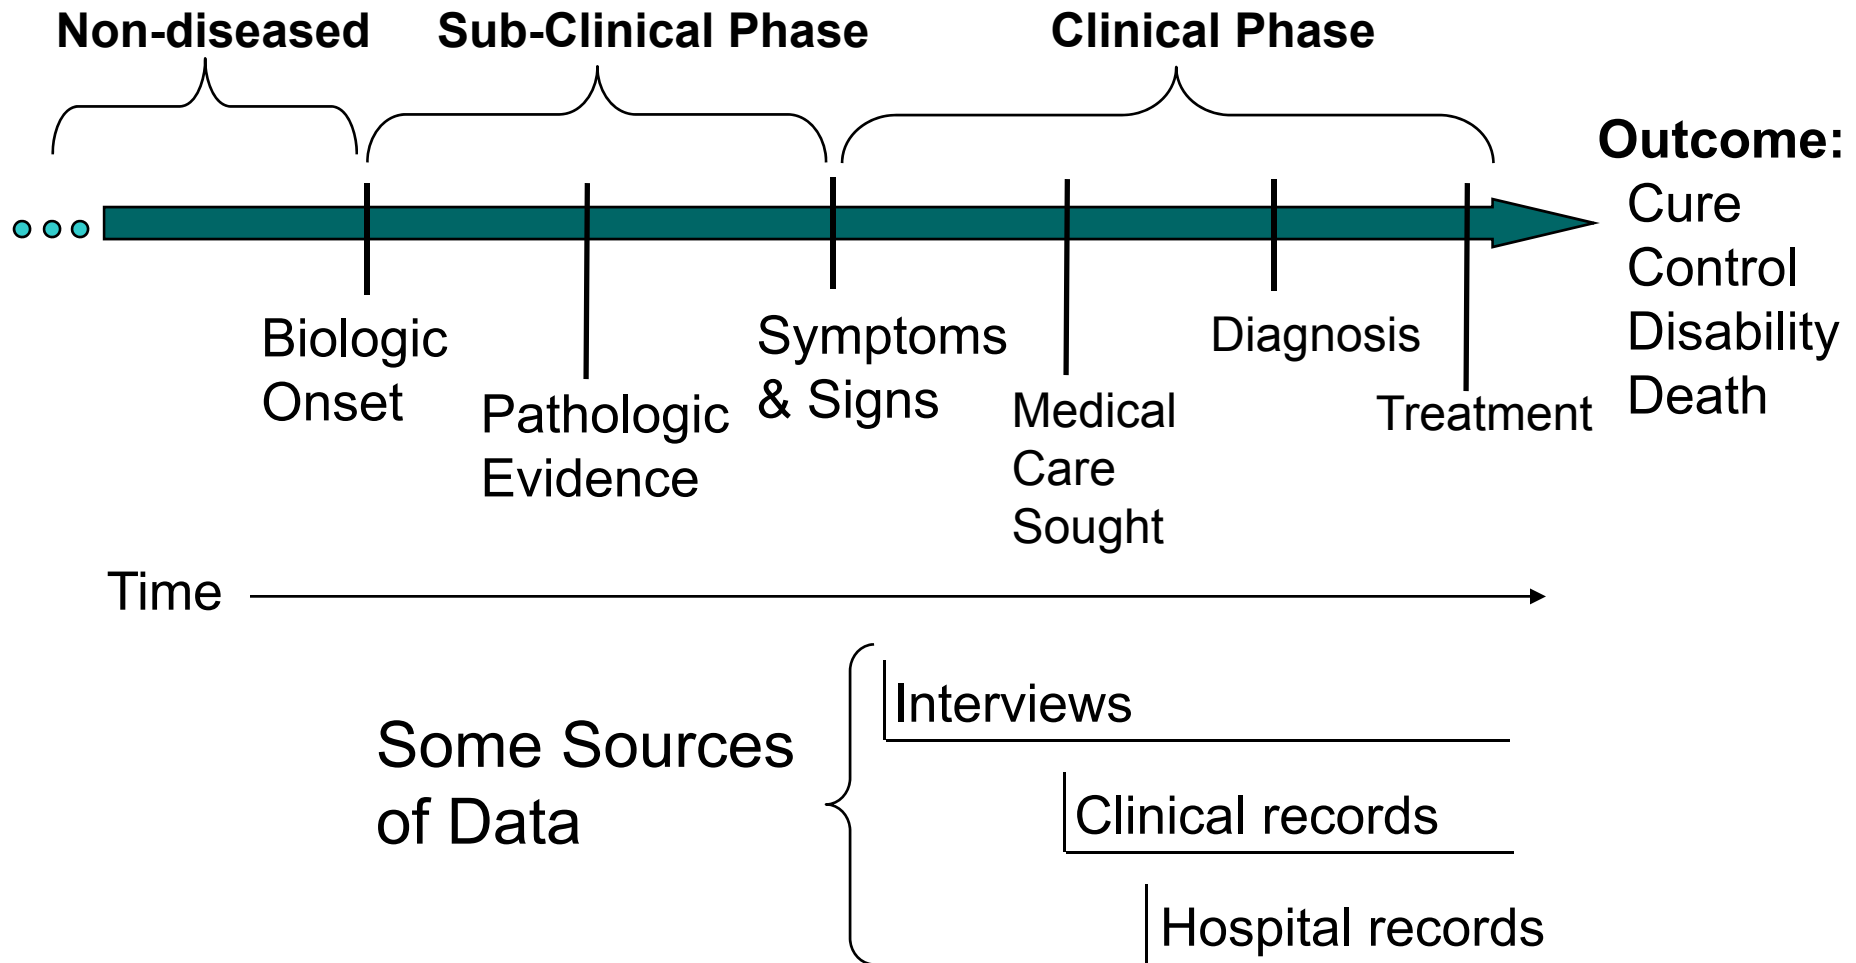 Non-diseased
Sub-Clinical Phase
Clinical Phase
Outcome:
Cure
Control
Disability
Death
Biologic
Onset
Pathologic
Evidence
Symptoms
& Signs
Medical
Care
Sought
Diagnosis
Treatment
Time
Some Sources
of Data
Interviews
Clinical records
Hospital records